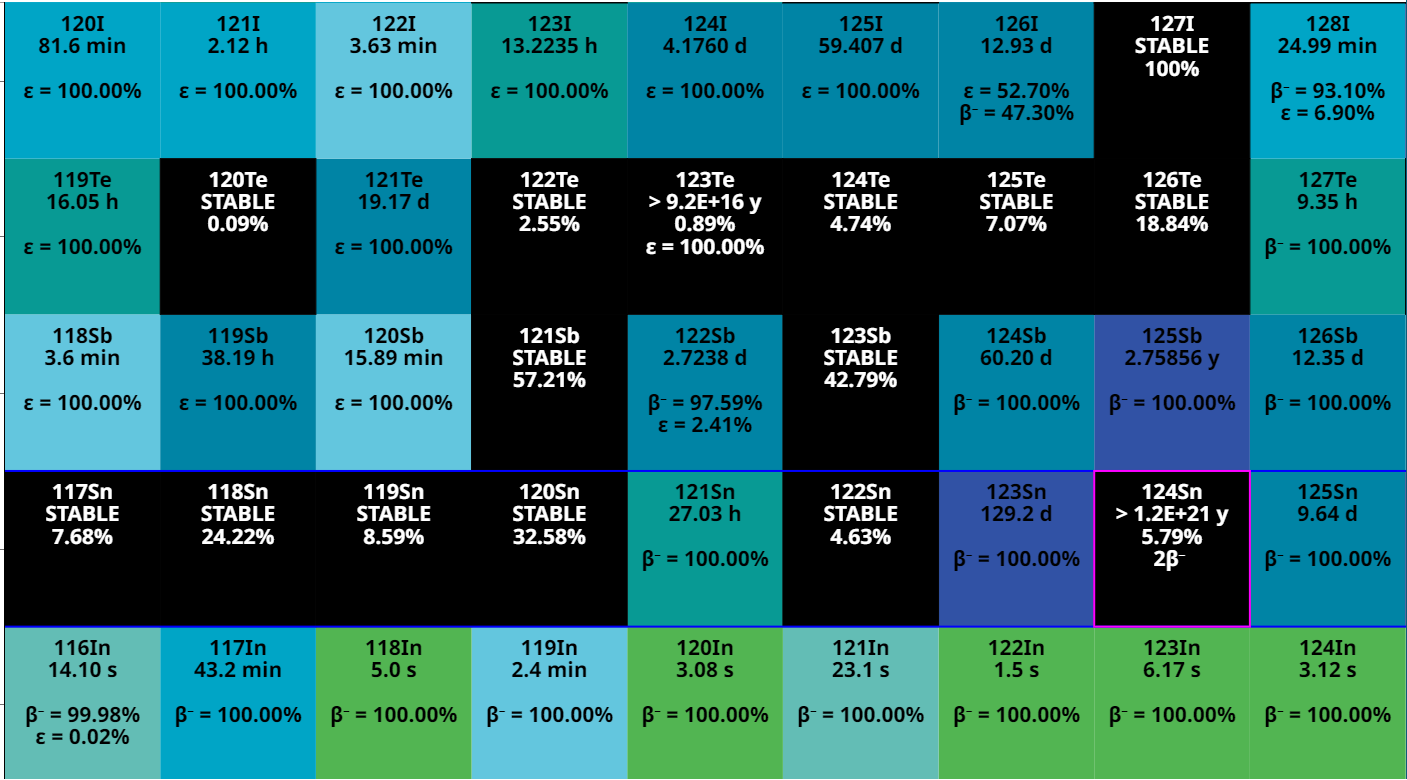 120I
81.6 min
ε = 100.00%
121I
2.12 h
ε = 100.00%
122I
3.63 min
ε = 100.00%
123I
13.2235 h
ε = 100.00%
124I
4.1760 d
ε = 100.00%
125I
59.407 d
ε = 100.00%
126I
12.93 d
ε = 52.70%
β⁻ = 47.30%
127I
STABLE
100%
128I
24.99 min
β⁻ = 93.10%
ε = 6.90%
119Te
16.05 h
ε = 100.00%
120Te
STABLE
0.09%
121Te
19.17 d
ε = 100.00%
122Te
STABLE
2.55%
123Te
> 9.2E+16 y
0.89%
ε = 100.00%
124Te
STABLE
4.74%
125Te
STABLE
7.07%
126Te
STABLE
18.84%
127Te
9.35 h
β⁻ = 100.00%
118Sb
3.6 min
ε = 100.00%
119Sb
38.19 h
ε = 100.00%
120Sb
15.89 min
ε = 100.00%
121Sb
STABLE
57.21%
122Sb
2.7238 d
β⁻ = 97.59%
ε = 2.41%
123Sb
STABLE
42.79%
124Sb
60.20 d
β⁻ = 100.00%
125Sb
2.75856 y
β⁻ = 100.00%
126Sb
12.35 d
β⁻ = 100.00%
117Sn
STABLE
7.68%
118Sn
STABLE
24.22%
119Sn
STABLE
8.59%
120Sn
STABLE
32.58%
121Sn
27.03 h
β⁻ = 100.00%
122Sn
STABLE
4.63%
123Sn
129.2 d
β⁻ = 100.00%
124Sn
> 1.2E+21 y
5.79%
2β⁻
125Sn
9.64 d
β⁻ = 100.00%
116In
14.10 s
β⁻ = 99.98%
ε = 0.02%
117In
43.2 min
β⁻ = 100.00%
118In
5.0 s
β⁻ = 100.00%
119In
2.4 min
β⁻ = 100.00%
120In
3.08 s
β⁻ = 100.00%
121In
23.1 s
β⁻ = 100.00%
122In
1.5 s
β⁻ = 100.00%
123In
6.17 s
β⁻ = 100.00%
124In
3.12 s
β⁻ = 100.00%